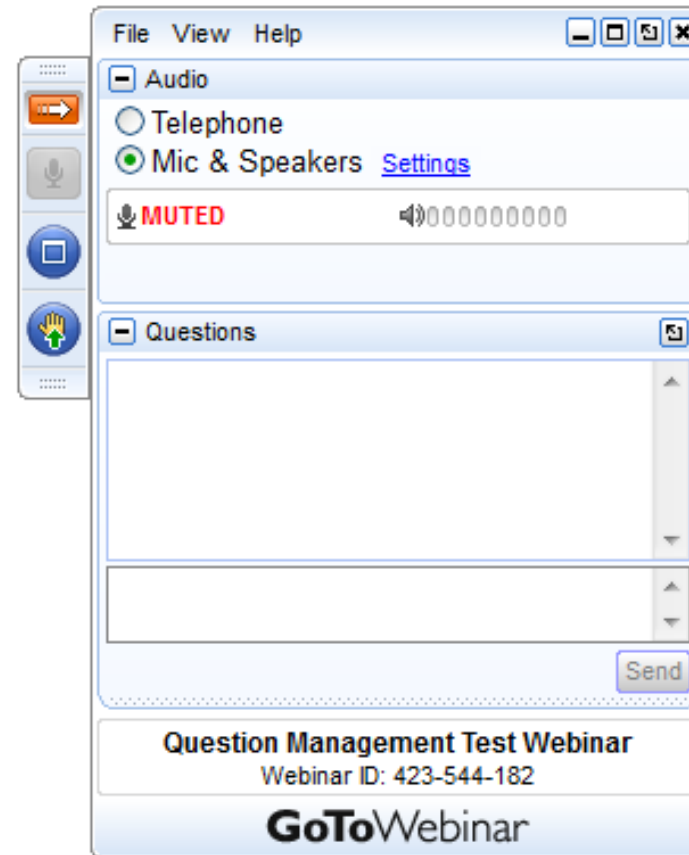 File View Help
Audio
Telephone
Mic & Speakers Settings
MUTED
Questions
Send
Question Management Test Webinar
Webinar ID: 423-544-182
GoToWebinar